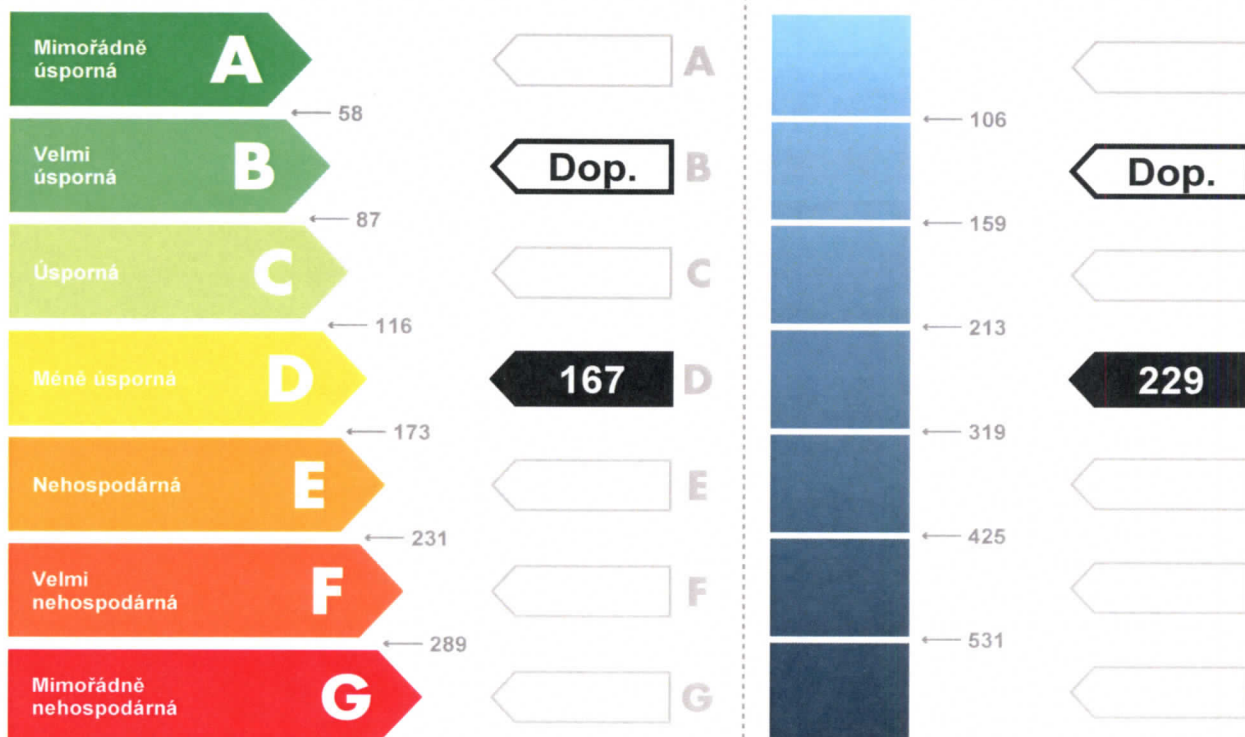 Mimořádně
úsporná
A
A
58
106
Velmi
úsporná
B
Dop.
B
Dop.
87
159
Úsporná
C
C
116
213
Méně úsporná
D
167
D
229
173
319
Nehospodárná
E
E
231
425
Velmi
nehospodárná
F
F
289
531
Mimořádně
nehospodárná
G
G